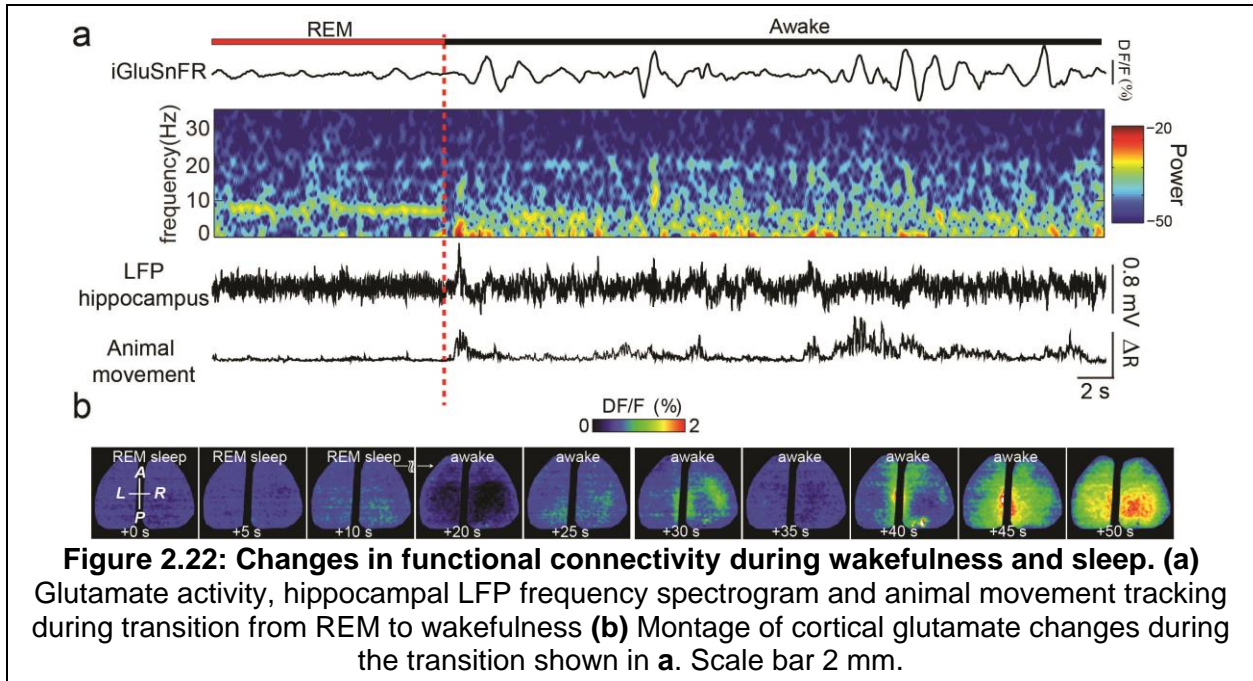 a
REM
Awake
iGluSnFR
DF/F
(%)
frequency(Hz)
30
20
10
0
-20
-50
Power
LFP
hippocampus
0.8 mV
Animal
movement
ΔR
2 s
b
DF/F (%)
0
2
REM sleep
REM sleep
REM sleep
awake
awake
awake
awake
awake
awake
A
L
R
P
+0 s
+5 s
+10 s
+20 s
+25 s
+30 s
+35 s
+40 s
+45 s
+50 s
Figure 2.22: Changes in functional connectivity during wakefulness and sleep. (a)
Glutamate activity, hippocampal LFP frequency spectrogram and animal movement tracking
during transition from REM to wakefulness (b) Montage of cortical glutamate changes during
the transition shown in a. Scale bar 2 mm.